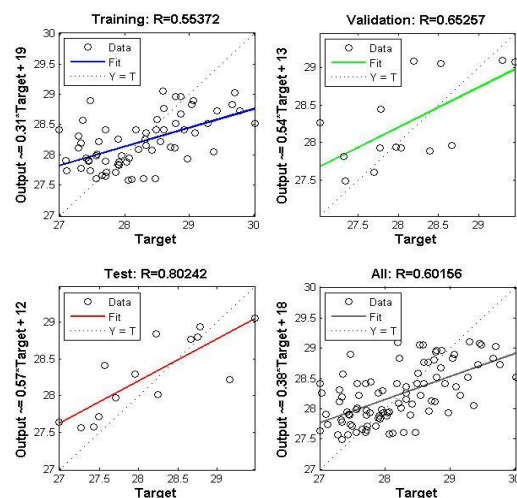 Training: R=0.55372
Output ~= 0.31*Target + 19
30
29.5
29
28.5
28
27.5
27
Data
Fit
Y = T
27
28
29
30
Target
Validation: R=0.65257
Output ~= 0.54*Target + 13
29
28.5
28
27.5
27
Data
Fit
Y = T
27
28
29
Target
Test: R=0.80242
Output ~= 0.57*Target + 12
29
28.5
28
27.5
27
Data
Fit
Y = T
27
27.5
28
28.5
29
Target
All: R=0.60156
Output ~= 0.38*Target + 18
30
29.5
29
28.5
28
27.5
27
Data
Fit
Y = T
27
28
29
30
Target